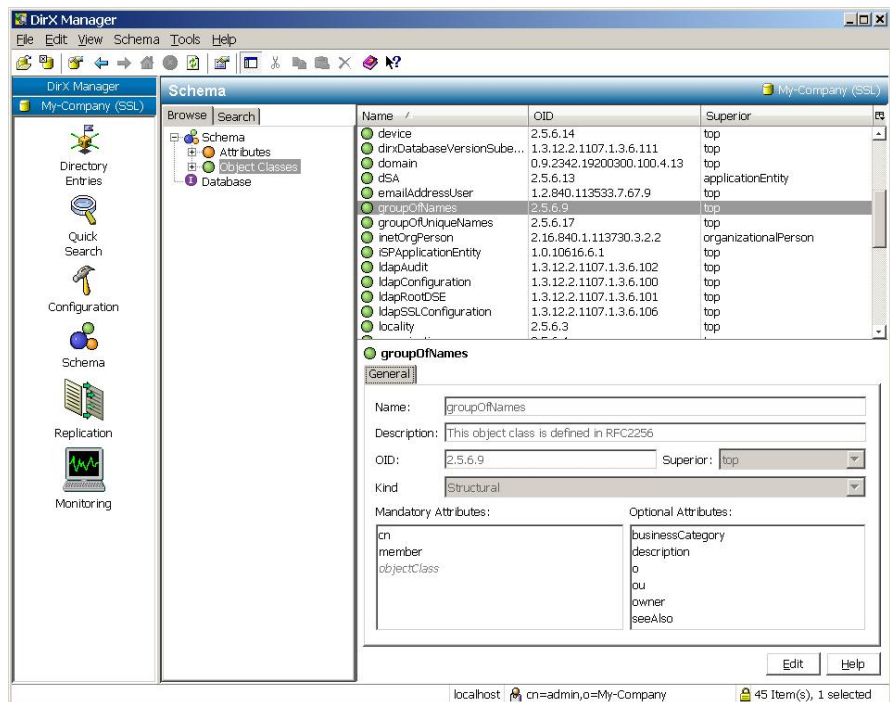 DirX Manager
File Edit View Schema Tools Help
DirX Manager
My-Company (SSL)
Directory
Entries
Quick
Search
Configuration
Schema
Replication
Monitoring
Schema
My-Company (SSL)
Browse Search
Schema
Attributes
Object Classes
Database
Name OID Superior
device 2.5.6.14 top
dirxDatabaseVersionSube... 1.3.12.2.1107.1.3.6.111 top
domain 0.9.2342.19200300.100.4.13 top
dSA 2.5.6.13 applicationEntity
emailAddressUser 1.2.840.113533.7.67.9 top
groupOfNames 2.5.6.9 top
groupOfUniqueNames 2.5.6.17 top
inetOrgPerson 2.16.840.1.113730.3.2.2 organizationalPerson
iSPApplicationEntity 1.0.10616.6.1 top
ldapAudit 1.3.12.2.1107.1.3.6.102 top
ldapConfiguration 1.3.12.2.1107.1.3.6.100 top
ldapRootDSE 1.3.12.2.1107.1.3.6.101 top
ldapSSLConfiguration 1.3.12.2.1107.1.3.6.106 top
locality 2.5.6.3 top
groupOfNames
General
Name: groupOfNames
Description: This object class is defined in RFC2256
OID: 2.5.6.9 Superior: top
Kind Structural
Mandatory Attributes: Optional Attributes:
cn
member
objectClass
businessCategory
description
o
ou
owner
seeAlso
Edit Help
localhost cn=admin,o=My-Company 45 Item(s), 1 selected